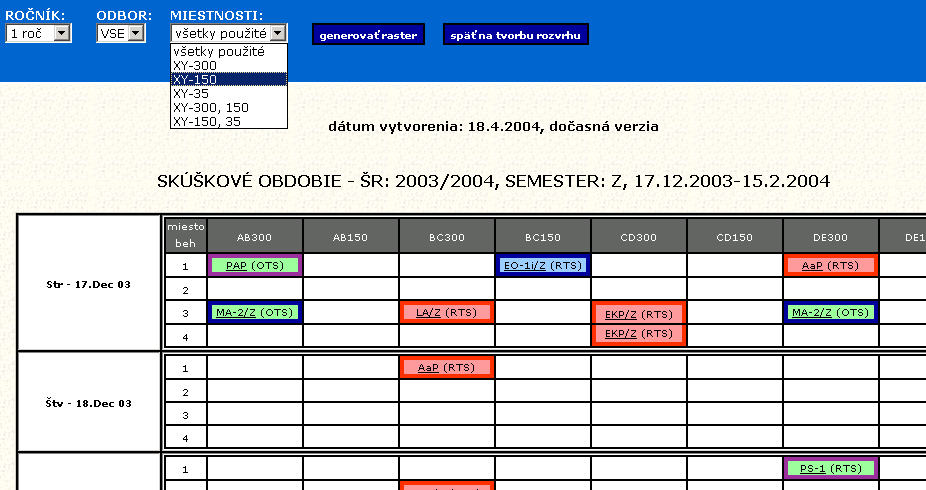 ROČNÍK: ODBOR: MIESTNOSTI:
1 roč VSE všetky použité generovať raster späť na tvorbu rozvrhu
všetky použité
XY-300
XY-150
XY-35
XY-300, 150
XY-150, 35
dátum vytvorenia: 18.4.2004, dočasná verzia
SKÚŠKOVÉ OBDOBIE - ŠR: 2003/2004, SEMESTER: Z, 17.12.2003-15.2.2004
miesto
beh AB300 AB150 BC300 BC150 CD300 CD150 DE300 DE1
Str - 17.Dec 03
1 PAP (OTS) EO-1i/Z (RTS) AaP (RTS)
2
3 MA-2/Z (OTS) LA/Z (RTS) EKP/Z (RTS) MA-2/Z (OTS)
4 EKP/Z (RTS)
Štv - 18.Dec 03
1 AaP (RTS)
2
3
4
1 PS-1 (RTS)